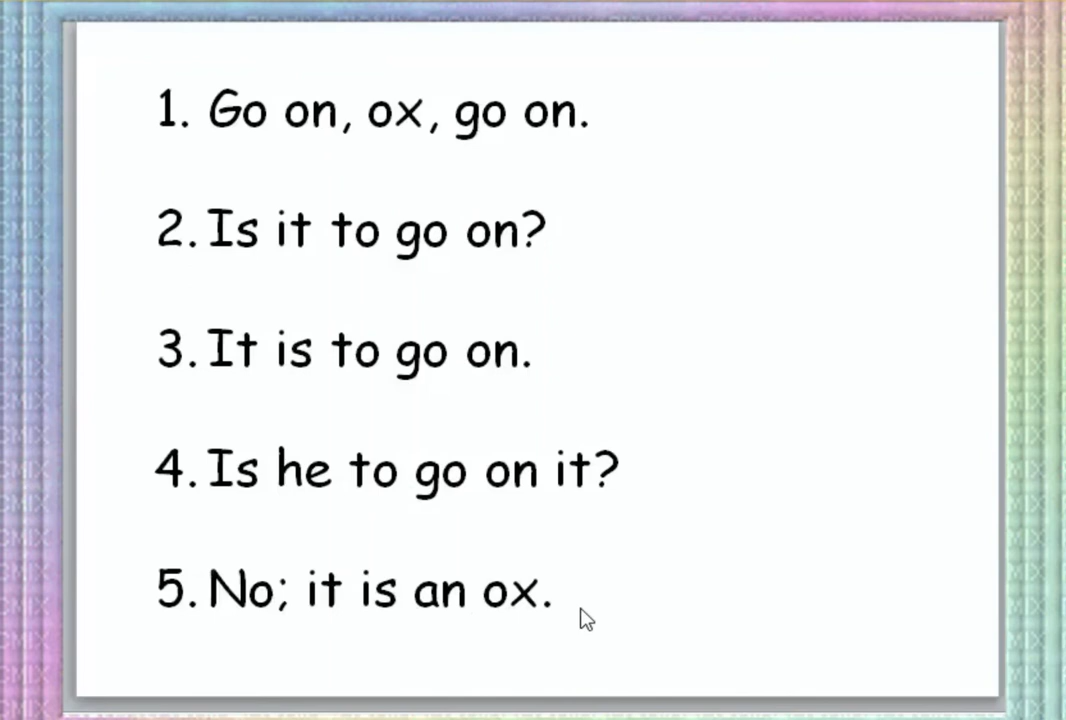 1. Go on, ox, go on.
2. Is it to go on?
3. It is to go on.
4. Is he to go on it?
5. No; it is an ox.